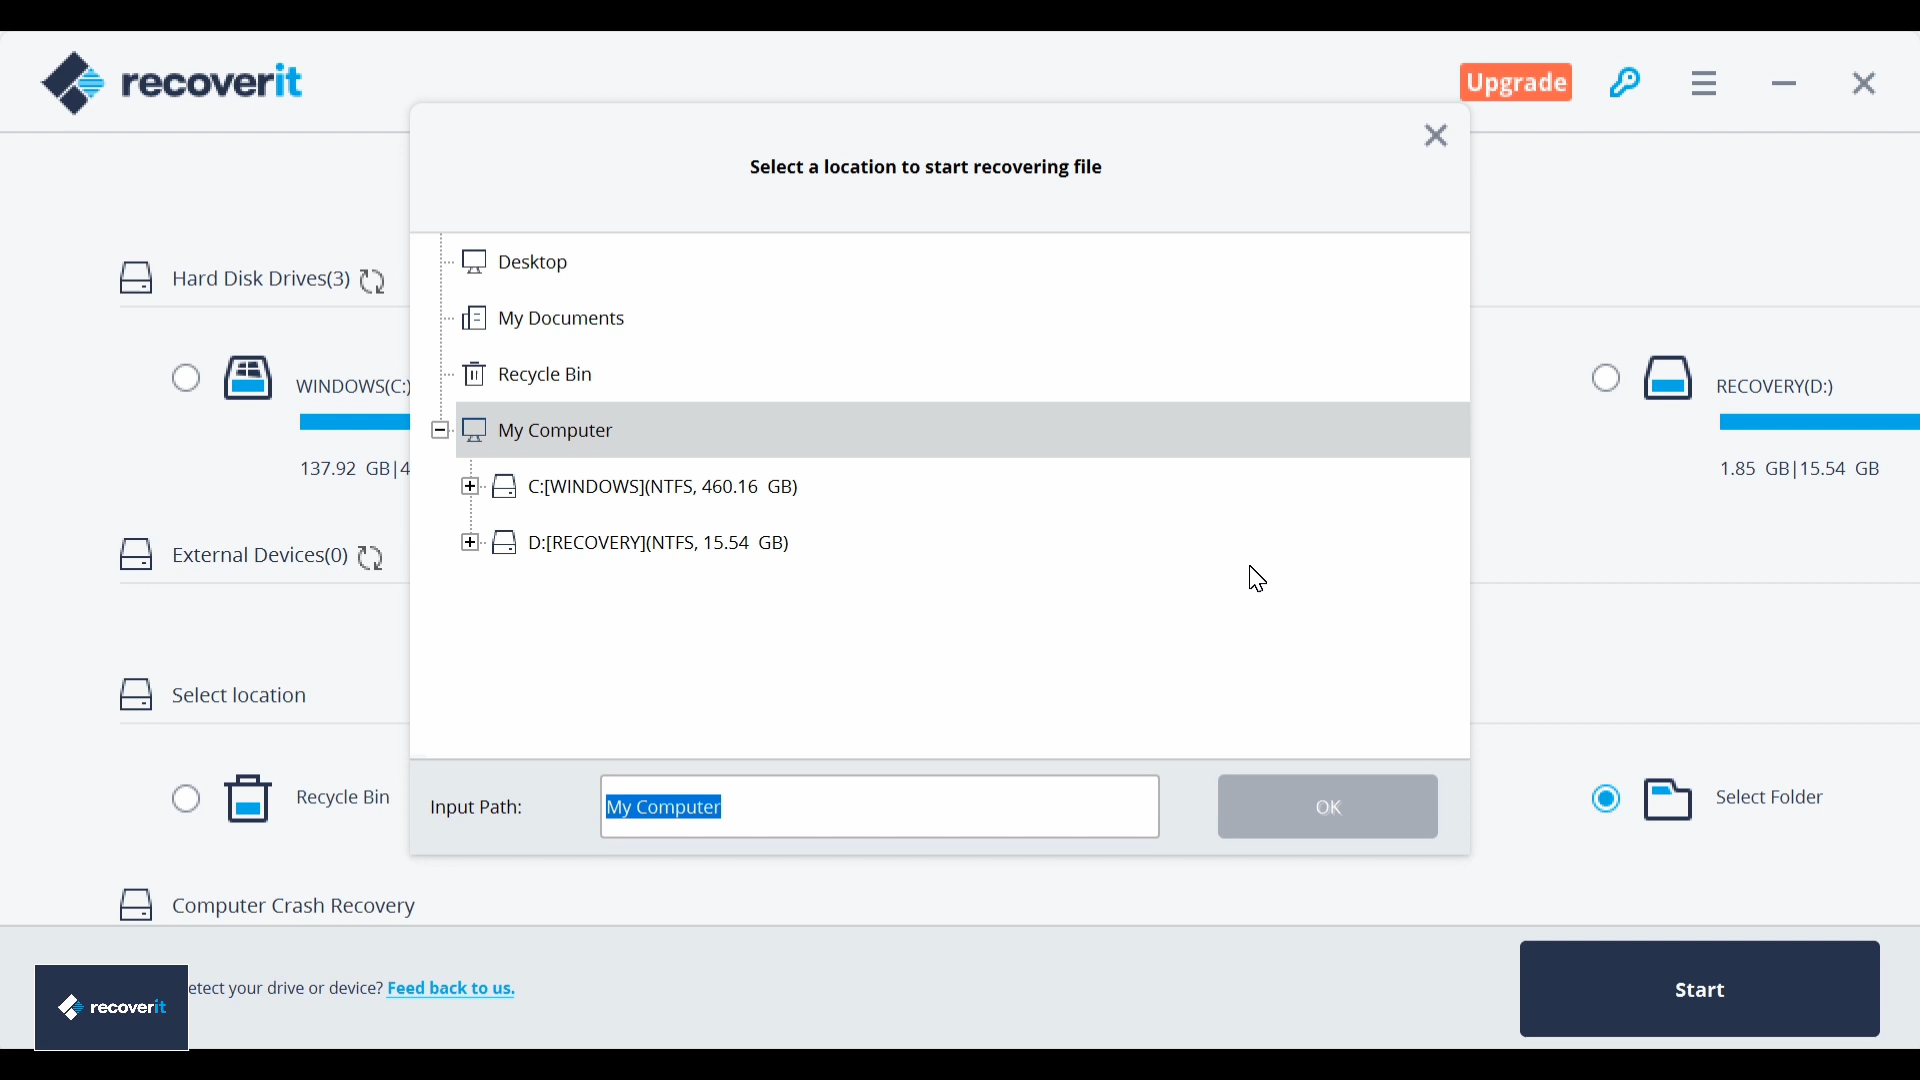 recoverit
Upgrade
Select a location to start recovering file
Desktop
Hard Disk Drives(3)
My Documents
Recycle Bin
WINDOWS(C:)
RECOVERY(D:)
My Computer
137.92 GB|4
1.85 GB|15.54 GB
C:[WINDOWS](NTFS, 460.16 GB)
D:[RECOVERY](NTFS, 15.54 GB)
External Devices(0)
Select location
Recycle Bin
Input Path:
My Computer
OK
Select Folder
Computer Crash Recovery
etect your drive or device? Feed back to us.
Start
recoverit